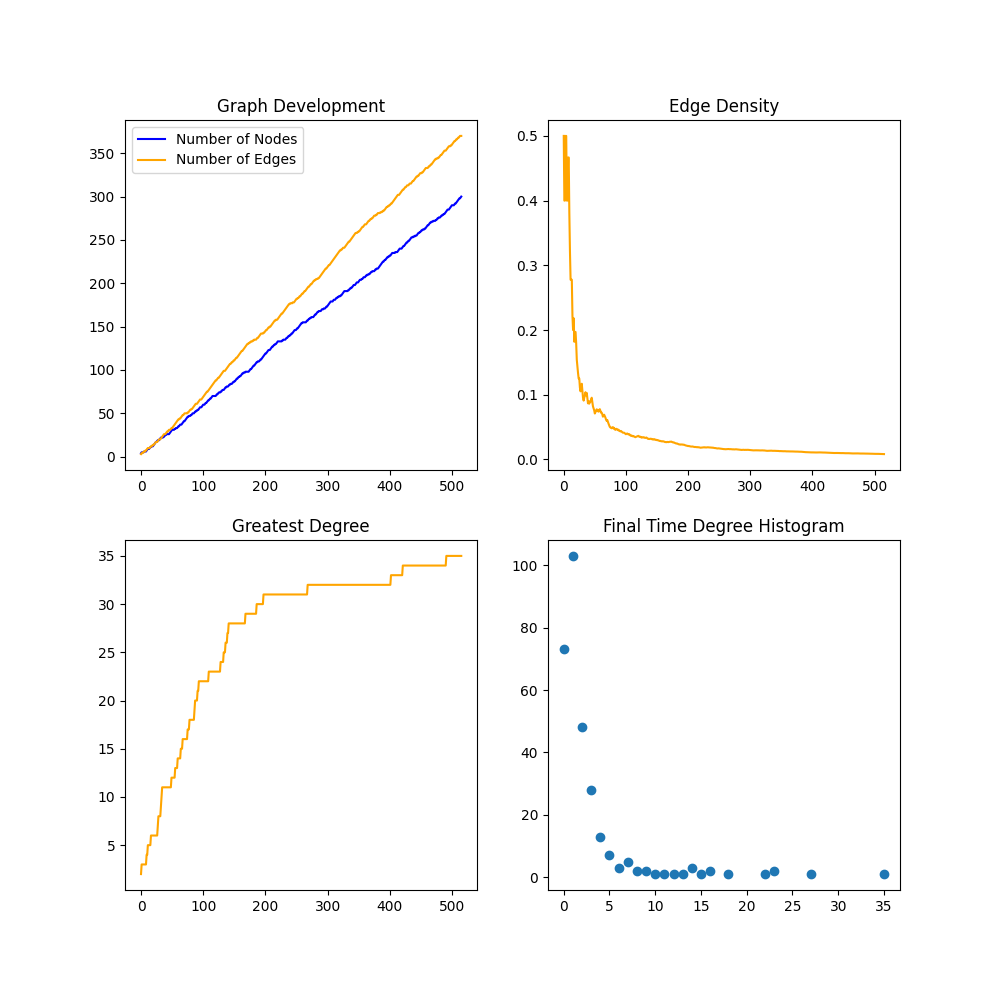 Graph Development
Number of Nodes
Number of Edges
350
300
250
200
150
100
50
0
0 100 200 300 400 500
Edge Density
0.5
0.4
0.3
0.2
0.1
0.0
0 100 200 300 400 500
Greatest Degree
35
30
25
20
15
10
5
0 100 200 300 400 500
Final Time Degree Histogram
100
80
60
40
20
0
0 5 10 15 20 25 30 35